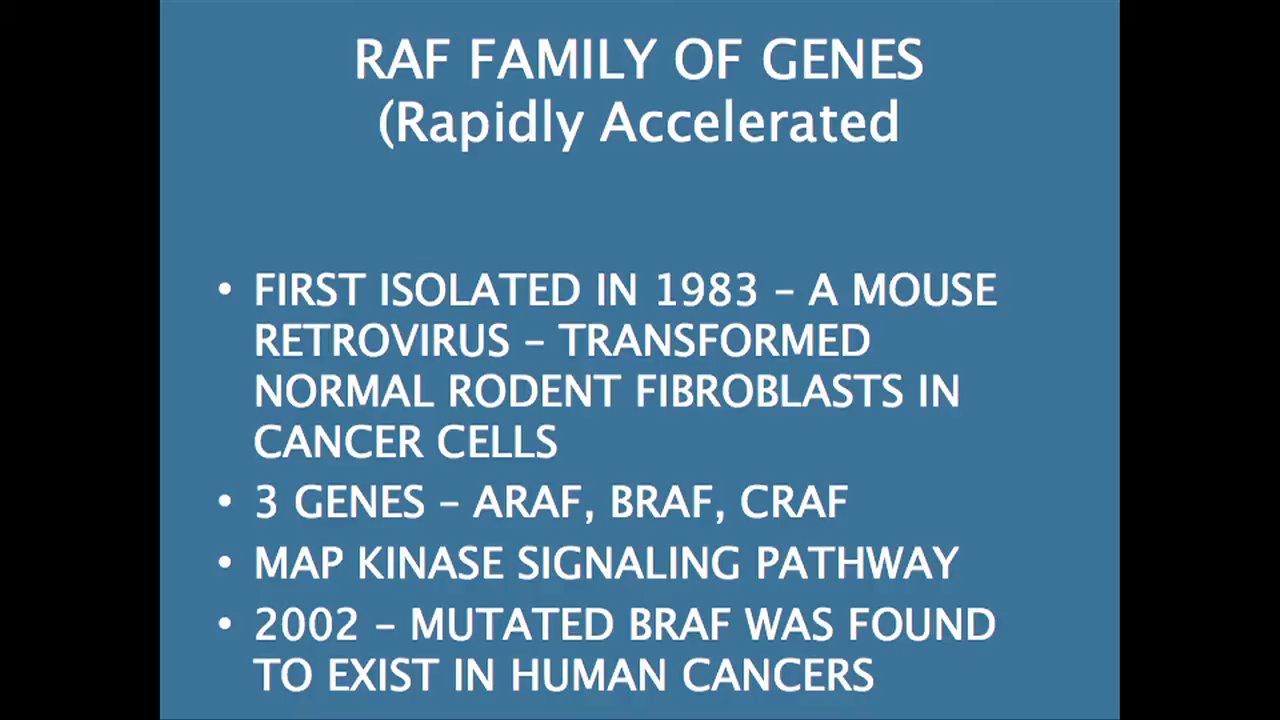 RAF FAMILY OF GENES
(Rapidly Accelerated
• FIRST ISOLATED IN 1983 – A MOUSE
RETROVIRUS – TRANSFORMED
NORMAL RODENT FIBROBLASTS IN
CANCER CELLS
• 3 GENES – ARAF, BRAF, CRAF
• MAP KINASE SIGNALING PATHWAY
• 2002 – MUTATED BRAF WAS FOUND
TO EXIST IN HUMAN CANCERS